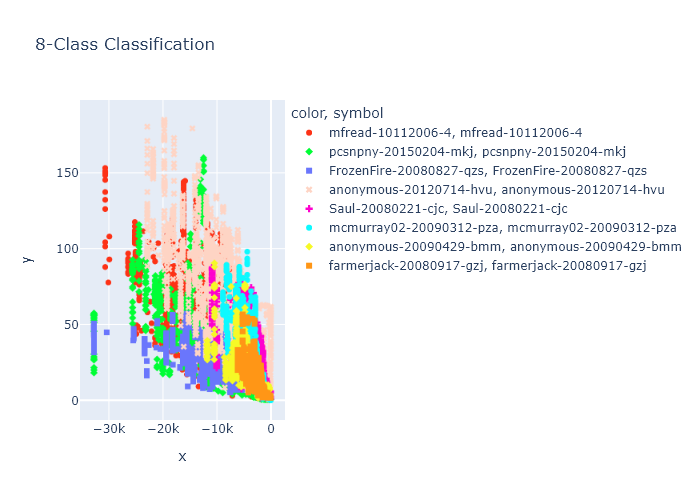 8-Class Classification
color, symbol
mfread-10112006-4, mfread-10112006-4
pcsnpny-20150204-mkj, pcsnpny-20150204-mkj
FrozenFire-20080827-qzs, FrozenFire-20080827-qzs
anonymous-20120714-hvu, anonymous-20120714-hvu
Saul-20080221-cjc, Saul-20080221-cjc
mcmurray02-20090312-pza, mcmurray02-20090312-pza
anonymous-20090429-bmm, anonymous-20090429-bmm
farmerjack-20080917-gzj, farmerjack-20080917-gzj
150
100
50
0
y
−30k −20k −10k 0
x